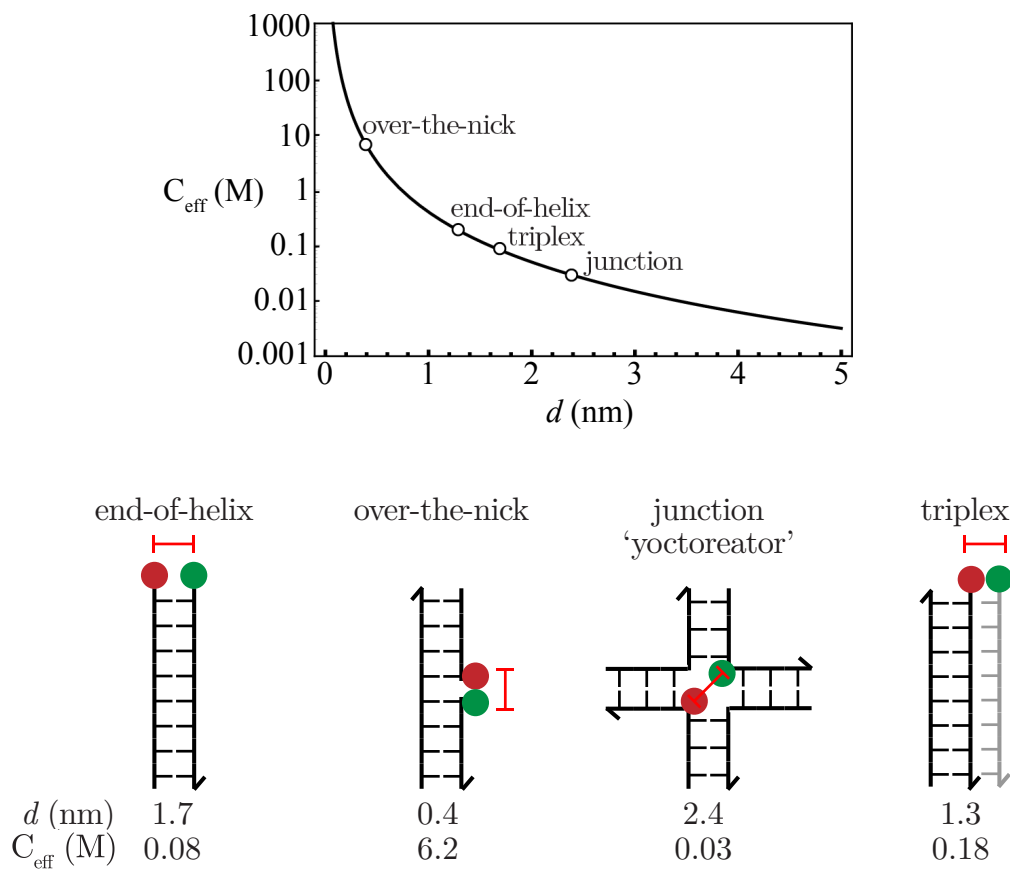 1000
100
10
1
0.1
0.01
0.001
C_eff (M)
over-the-nick
end-of-helix
triplex
junction
0 1 2 3 4 5
d (nm)
end-of-helix over-the-nick junction triplex
‘yoctoreator’
d (nm) 1.7 0.4 2.4 1.3
C_eff (M) 0.08 6.2 0.03 0.18